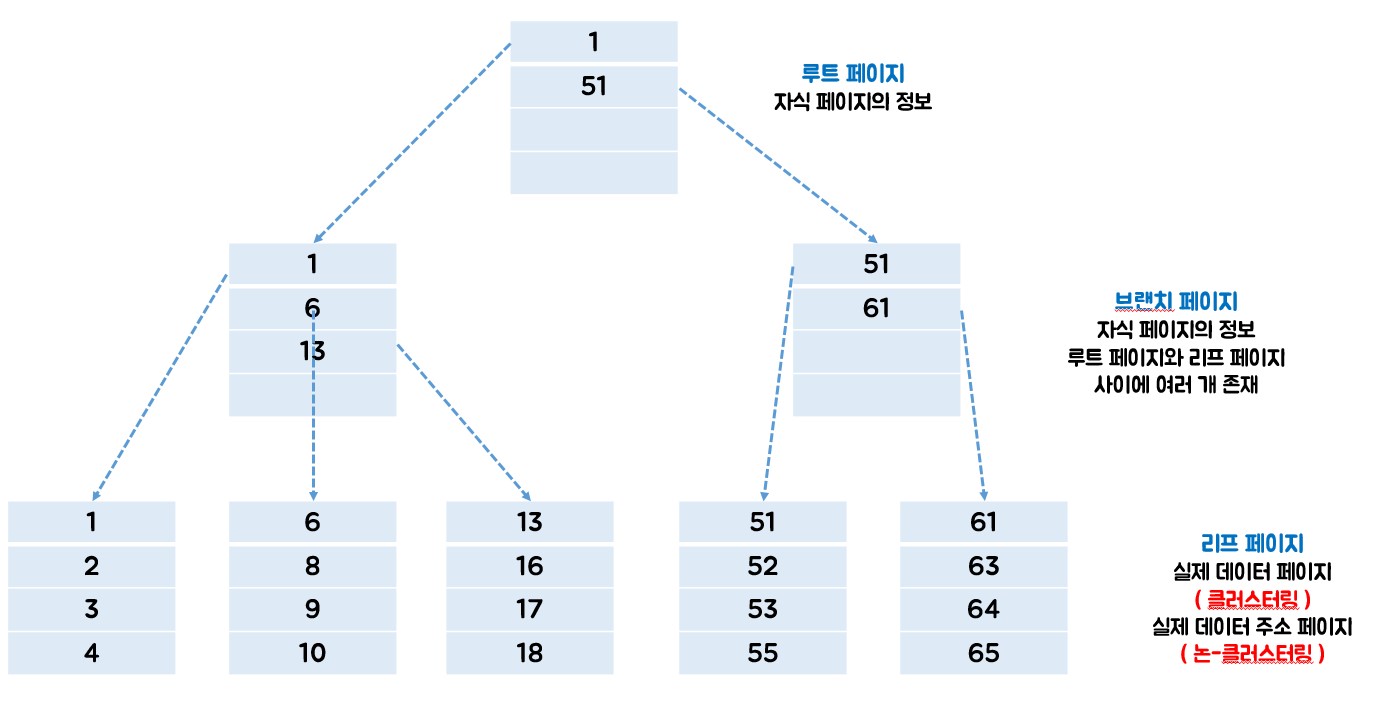 1
51
루트 페이지
자식 페이지의 정보
1
6
13
51
61
브랜치 페이지
자식 페이지의 정보
루트 페이지와 리프 페이지
사이에 여러 개 존재
1
2
3
4
6
8
9
10
13
16
17
18
51
52
53
55
61
63
64
65
리프 페이지
실제 데이터 페이지
( 클러스터링 )
실제 데이터 주소 페이지
( 논-클러스터링 )